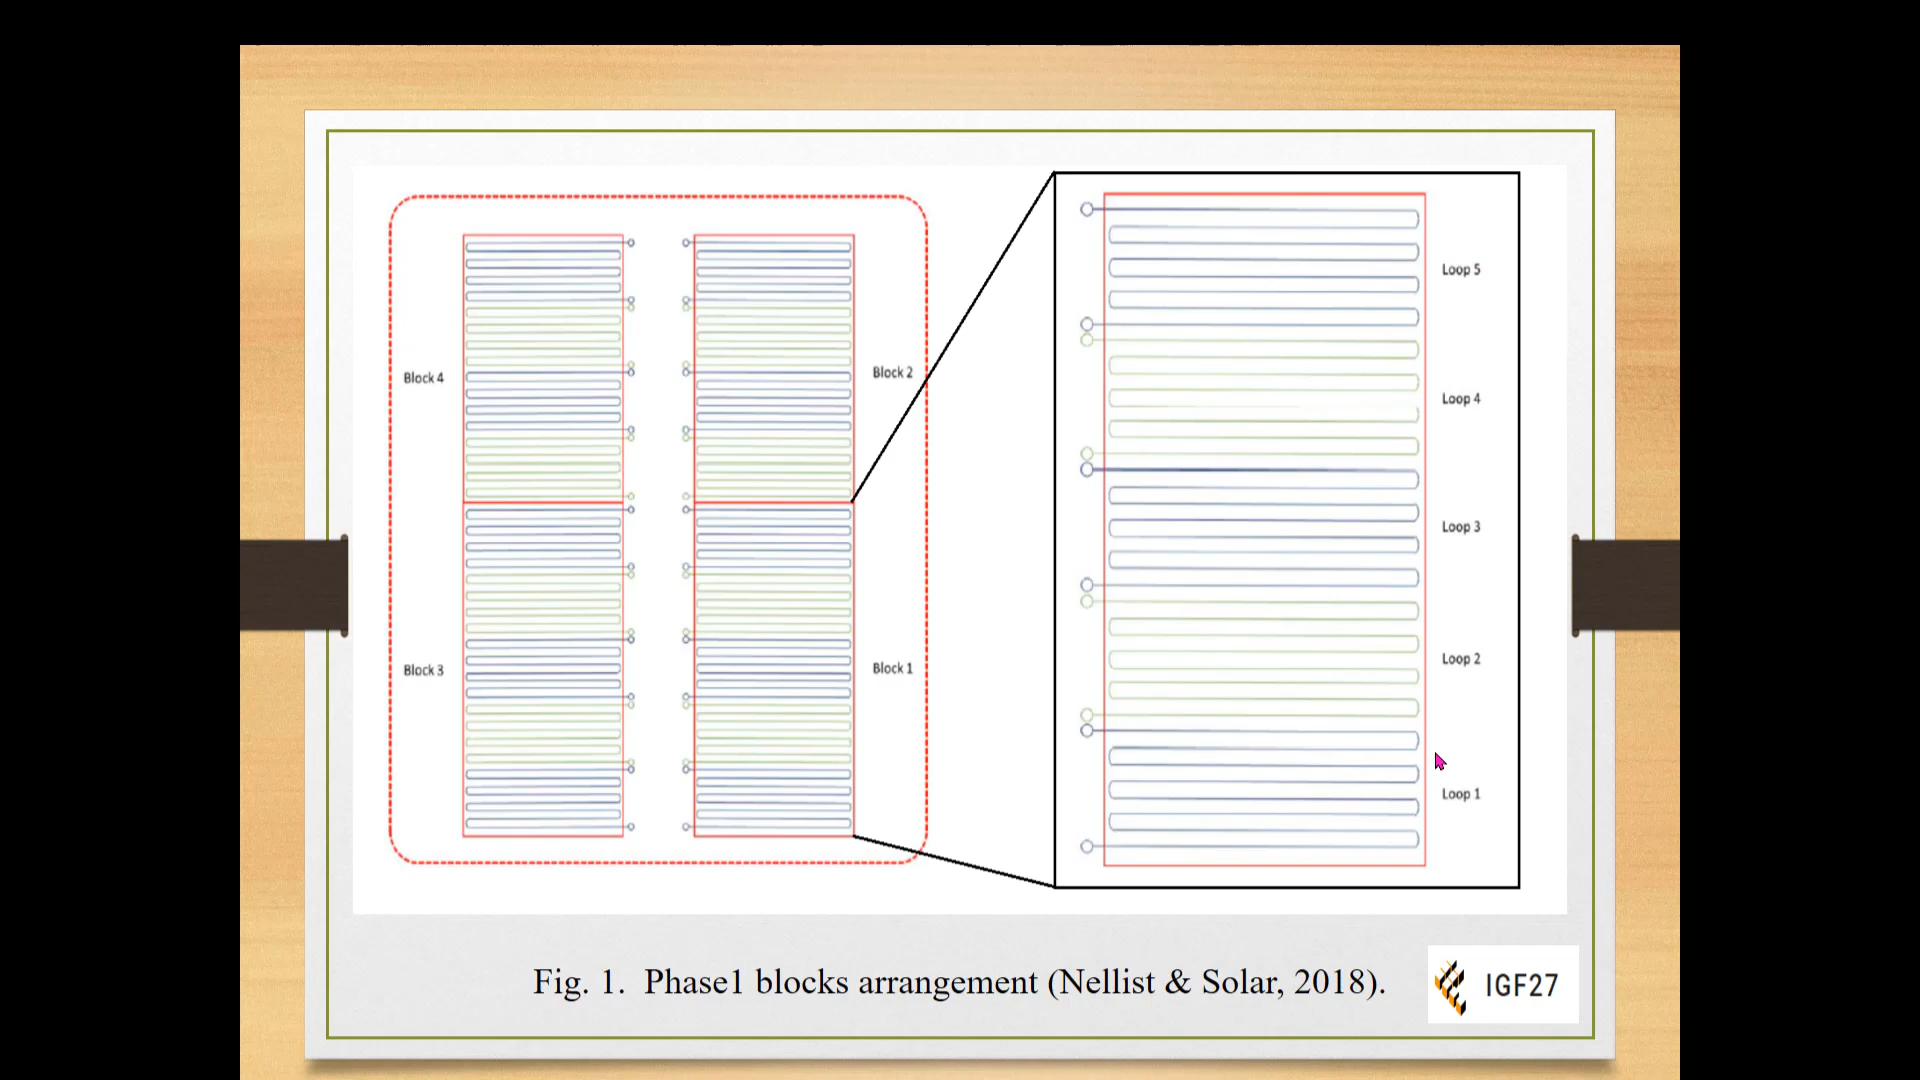 Block 4
Block 2
Block 3
Block 1
Loop 5
Loop 4
Loop 3
Loop 2
Loop 1
Fig. 1. Phase1 blocks arrangement (Nellist & Solar, 2018).
IGF27